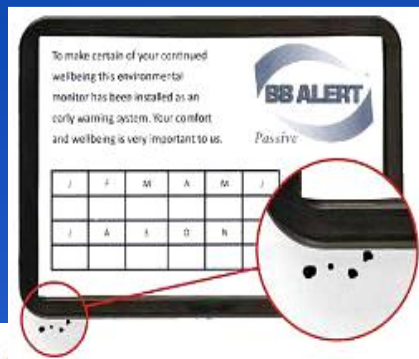 To make certain of your continued
wellbeing this environmental
monitor has been installed as an
early warning system. Your comfort
and wellbeing is very important to us.
BB ALERT
Passive
J F M A M J
J A S O N